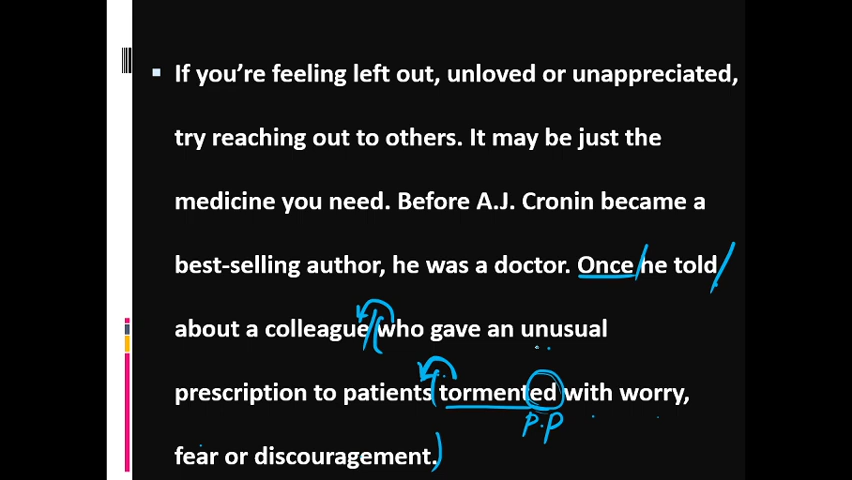 If you're feeling left out, unloved or unappreciated,
try reaching out to others. It may be just the
medicine you need. Before A.J. Cronin became a
best-selling author, he was a doctor. Once he told
about a colleague who gave an unusual
prescription to patients tormented with worry,
P.P
fear or discouragement.